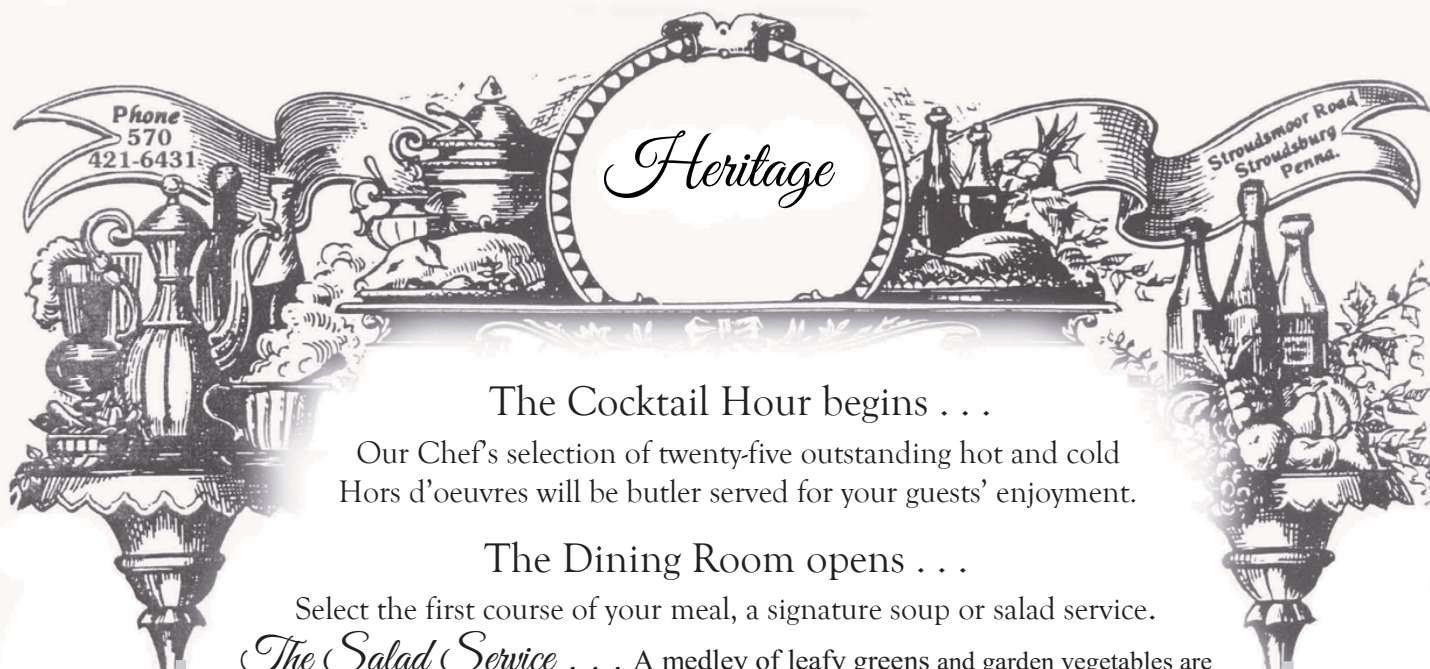 Phone
570
421-6431
Heritage
Stroudsmoor Road
Stroudsburg
Penna.
The Cocktail Hour begins . . .
Our Chef's selection of twenty-five outstanding hot and cold
Hors d'oeuvres will be butler served for your guests' enjoyment.
The Dining Room opens . . .
Select the first course of your meal, a signature soup or salad service.
The Salad Service . . . A medley of leafy greens and garden vegetables are